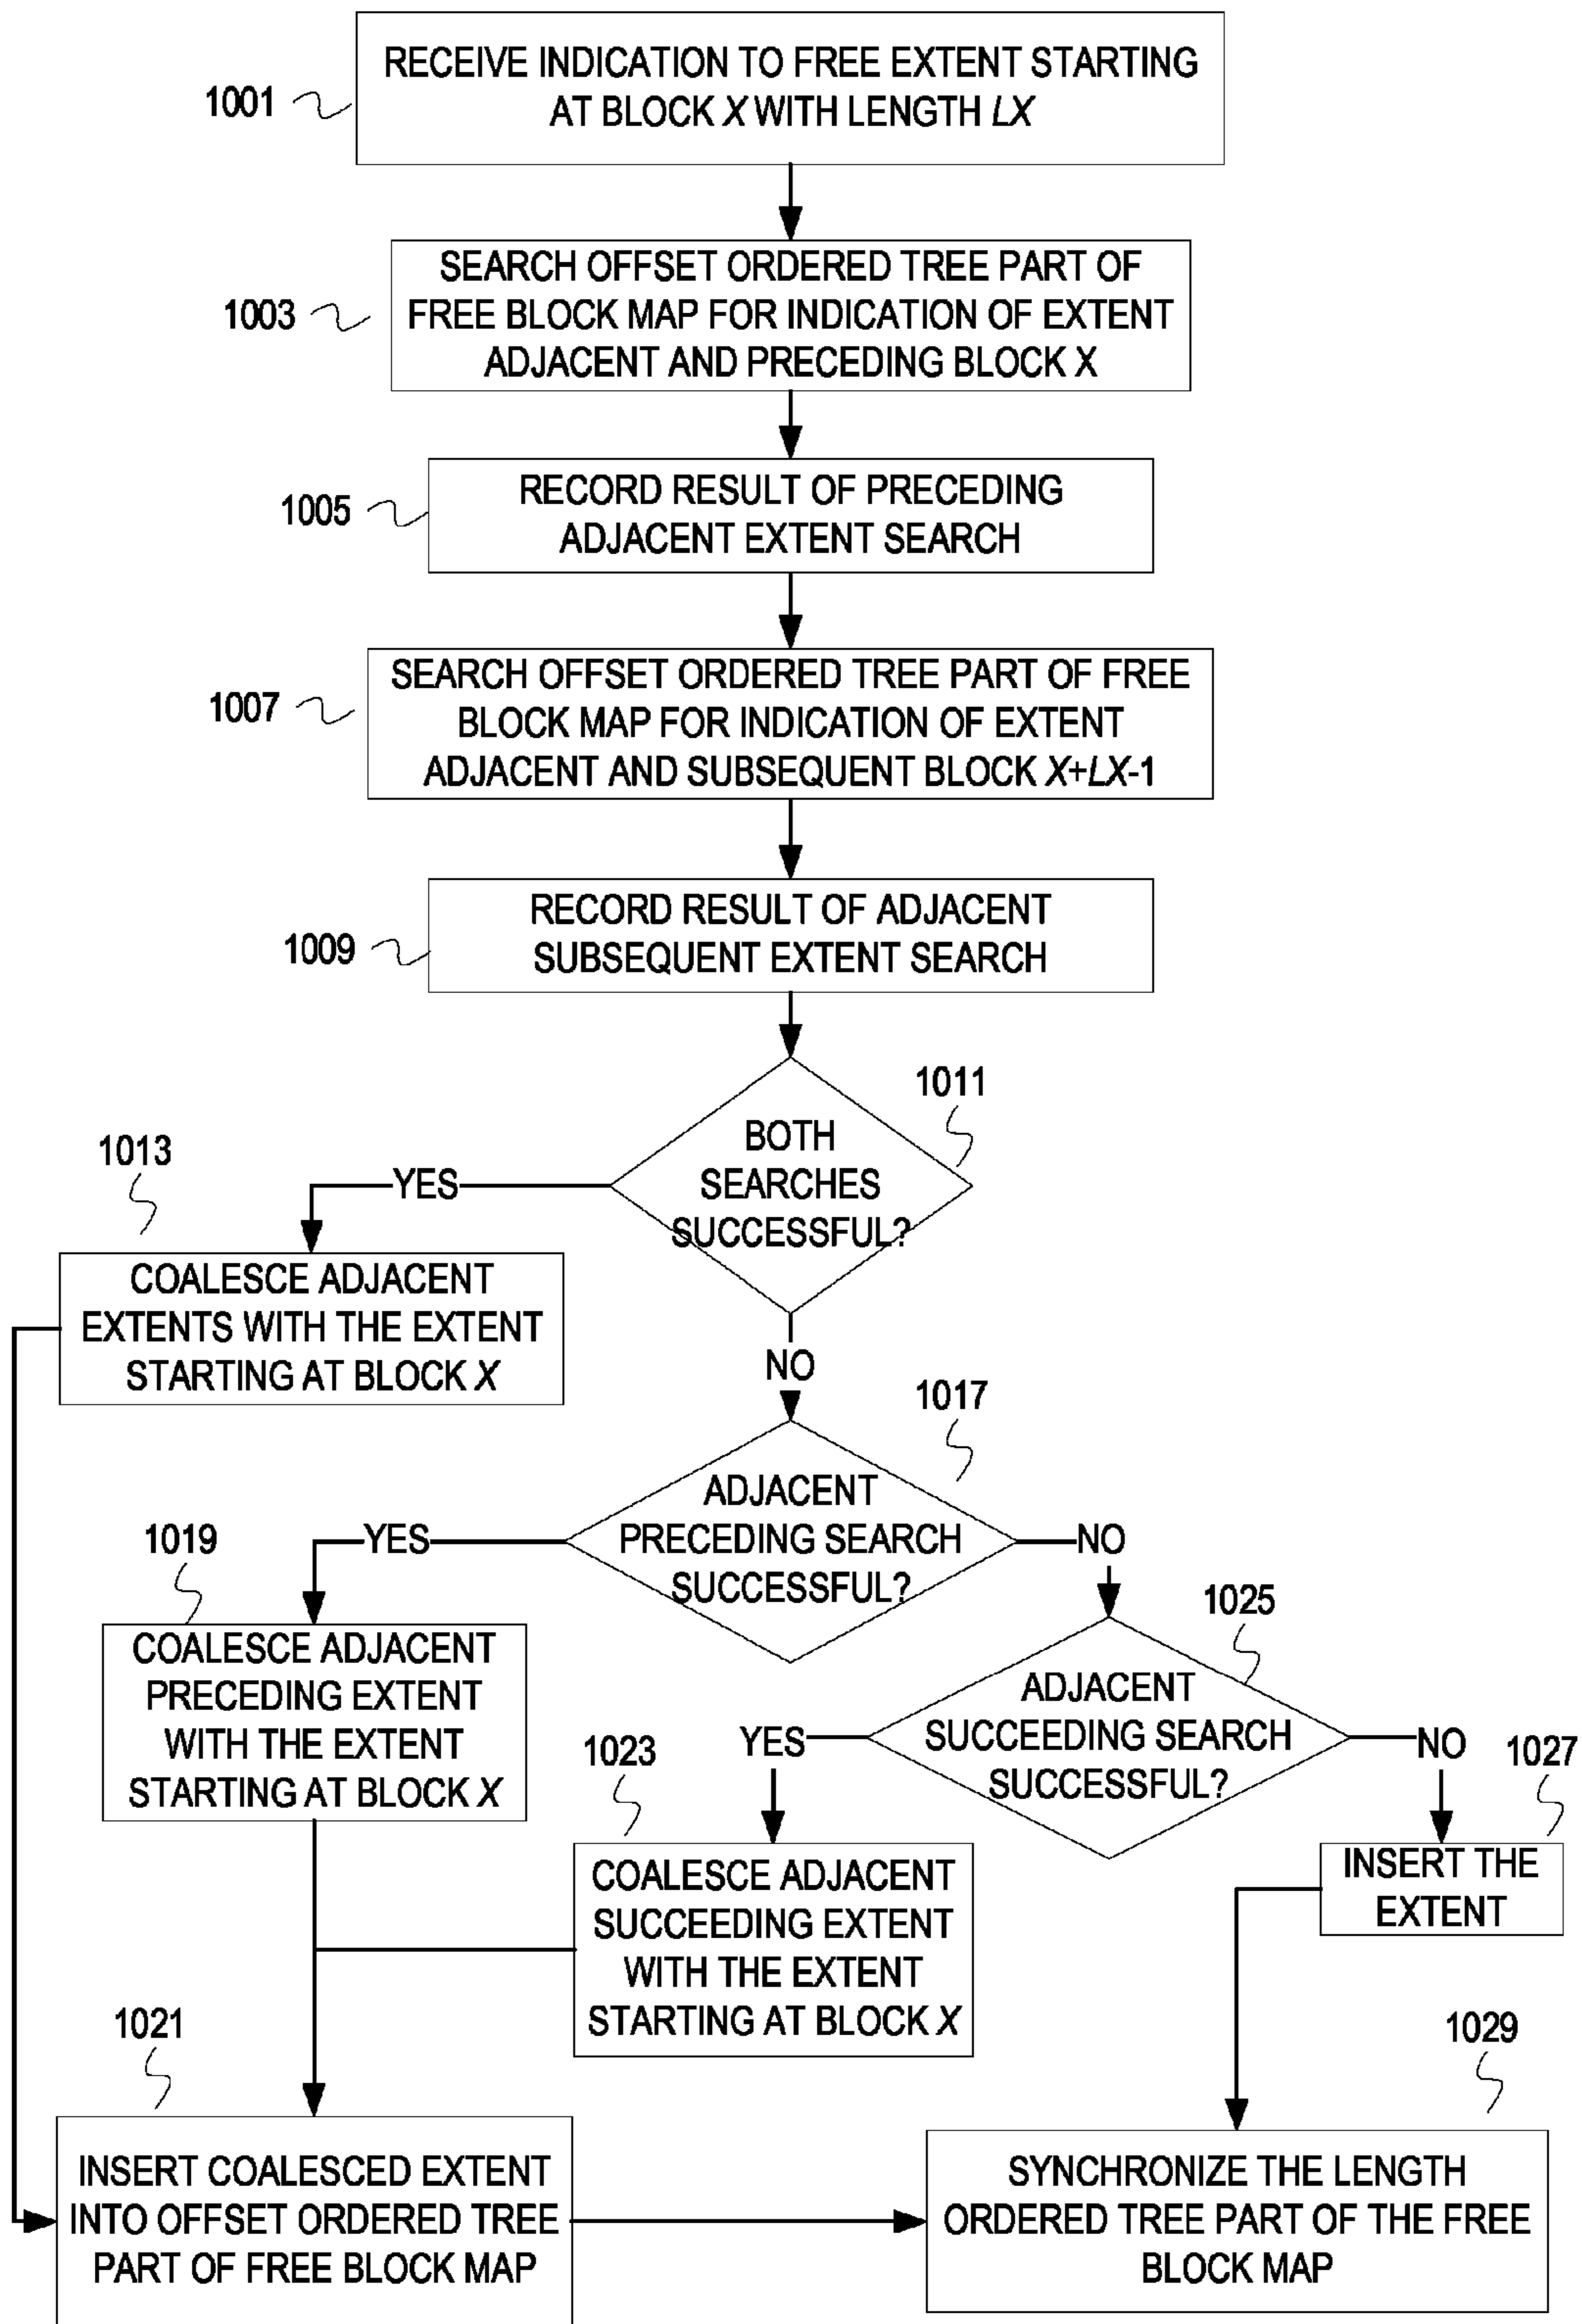 RECEIVE INDICATION TO FREE EXTENT STARTING
AT BLOCK X WITH LENGTH LX
1001
SEARCH OFFSET ORDERED TREE PART OF
FREE BLOCK MAP FOR INDICATION OF EXTENT
ADJACENT AND PRECEDING BLOCK X
1003
RECORD RESULT OF PRECEDING
ADJACENT EXTENT SEARCH
1005
SEARCH OFFSET ORDERED TREE PART OF FREE
BLOCK MAP FOR INDICATION OF EXTENT
ADJACENT AND SUBSEQUENT BLOCK X+LX-1
1007
RECORD RESULT OF ADJACENT
SUBSEQUENT EXTENT SEARCH
1009
1011
BOTH
SEARCHES
SUCCESSFUL?
YES
NO
1013
COALESCE ADJACENT
EXTENTS WITH THE EXTENT
STARTING AT BLOCK X
1017
ADJACENT
PRECEDING SEARCH
SUCCESSFUL?
YES
NO
1019
COALESCE ADJACENT
PRECEDING EXTENT
WITH THE EXTENT
STARTING AT BLOCK X
1025
ADJACENT
SUCCEEDING SEARCH
SUCCESSFUL?
YES
NO
1023
COALESCE ADJACENT
SUCCEEDING EXTENT
WITH THE EXTENT
STARTING AT BLOCK X
1027
INSERT THE
EXTENT
1021
INSERT COALESCED EXTENT
INTO OFFSET ORDERED TREE
PART OF FREE BLOCK MAP
1029
SYNCHRONIZE THE LENGTH
ORDERED TREE PART OF THE FREE
BLOCK MAP